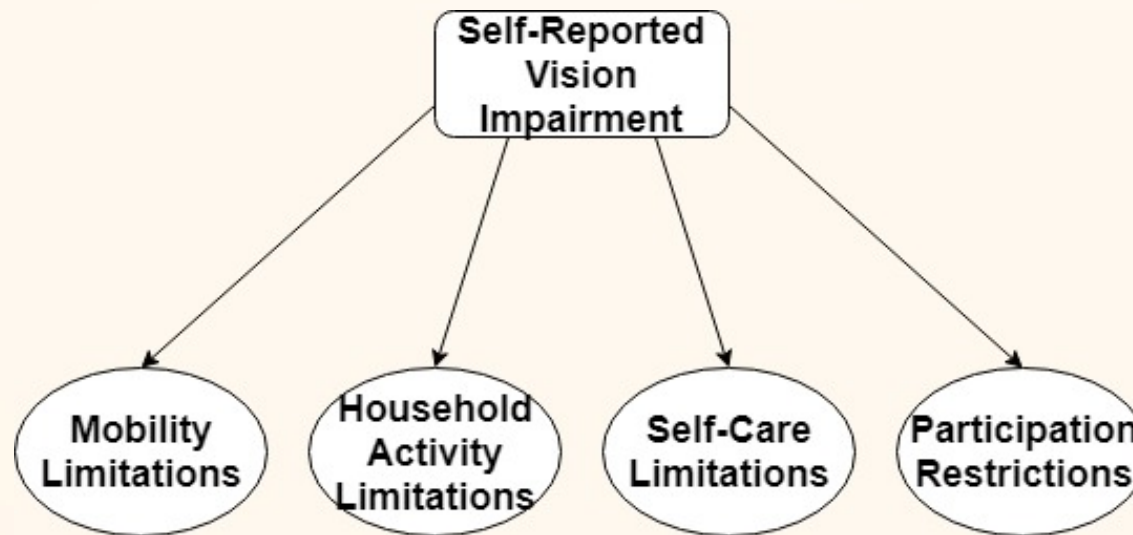 Self-Reported
Vision
Impairment
Mobility
Limitations
Household
Activity
Limitations
Self-Care
Limitations
Participation
Restrictions